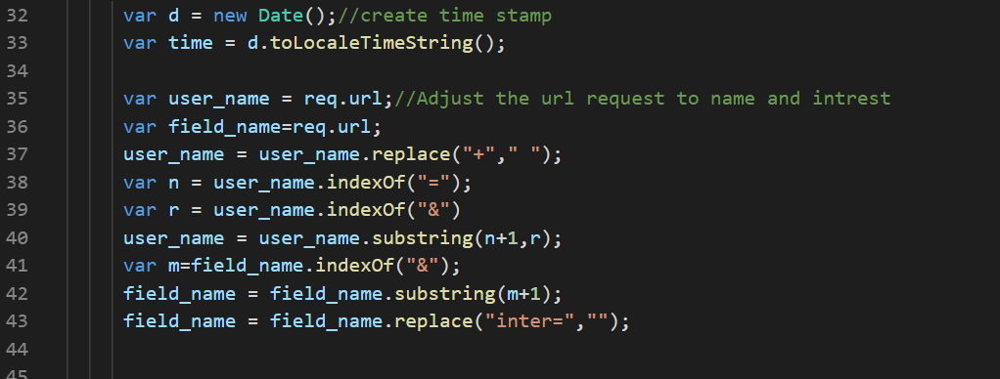 32 var d = new Date();//create time stamp
33 var time = d.toLocaleTimeString();
34
35 var user_name = req.url;//Adjust the url request to name and intrest
36 var field_name=req.url;
37 user_name = user_name.replace("+"," ");
38 var n = user_name.indexOf("=");
39 var r = user_name.indexOf("&")
40 user_name = user_name.substring(n+1,r);
41 var m=field_name.indexOf("&");
42 field_name = field_name.substring(m+1);
43 field_name = field_name.replace("inter=","");
44
45